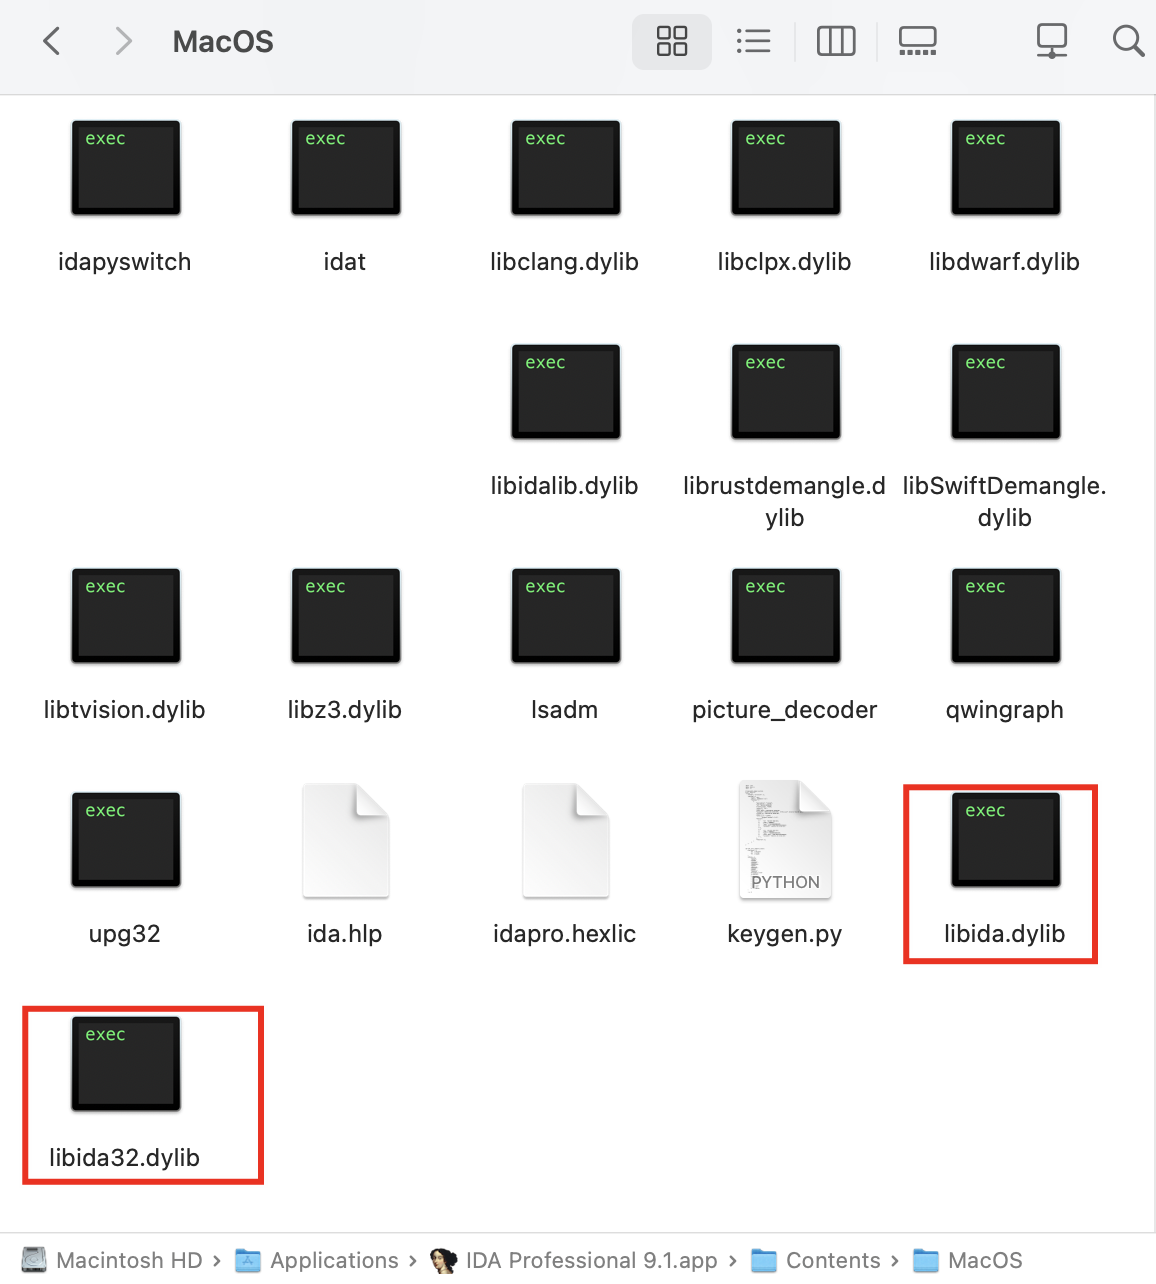 MacOS
exec exec exec exec exec
idapyswitch idat libclang.dylib libclpx.dylib libdwarf.dylib
exec exec exec
libidalib.dylib librustdemangle.d libSwiftDemangle.
ylib dylib
exec exec exec exec exec
libtvision.dylib libz3.dylib lsadm picture_decoder qwingraph
exec PYTHON exec
upg32 ida.hlp idapro.hexlic keygen.py libida.dylib
exec
libida32.dylib
Macintosh HD › Applications › IDA Professional 9.1.app › Contents › MacOS